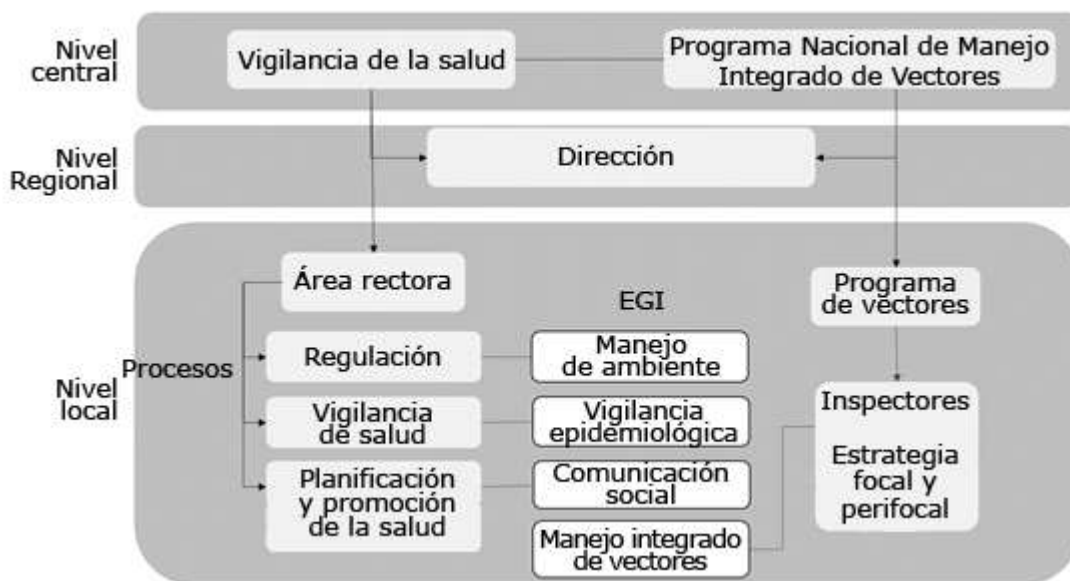 Nivel
central
Vigilancia de la salud
Programa Nacional de Manejo
Integrado de Vectores
Nivel
Regional
Dirección
Nivel
local
Procesos
Área rectora
EGI
Programa
de vectores
Regulación
Manejo
de ambiente
Vigilancia
de salud
Vigilancia
epidemiológica
Planificación
y promoción
de la salud
Comunicación
social
Manejo integrado
de vectores
Inspectores
Estrategia
focal y
perifocal